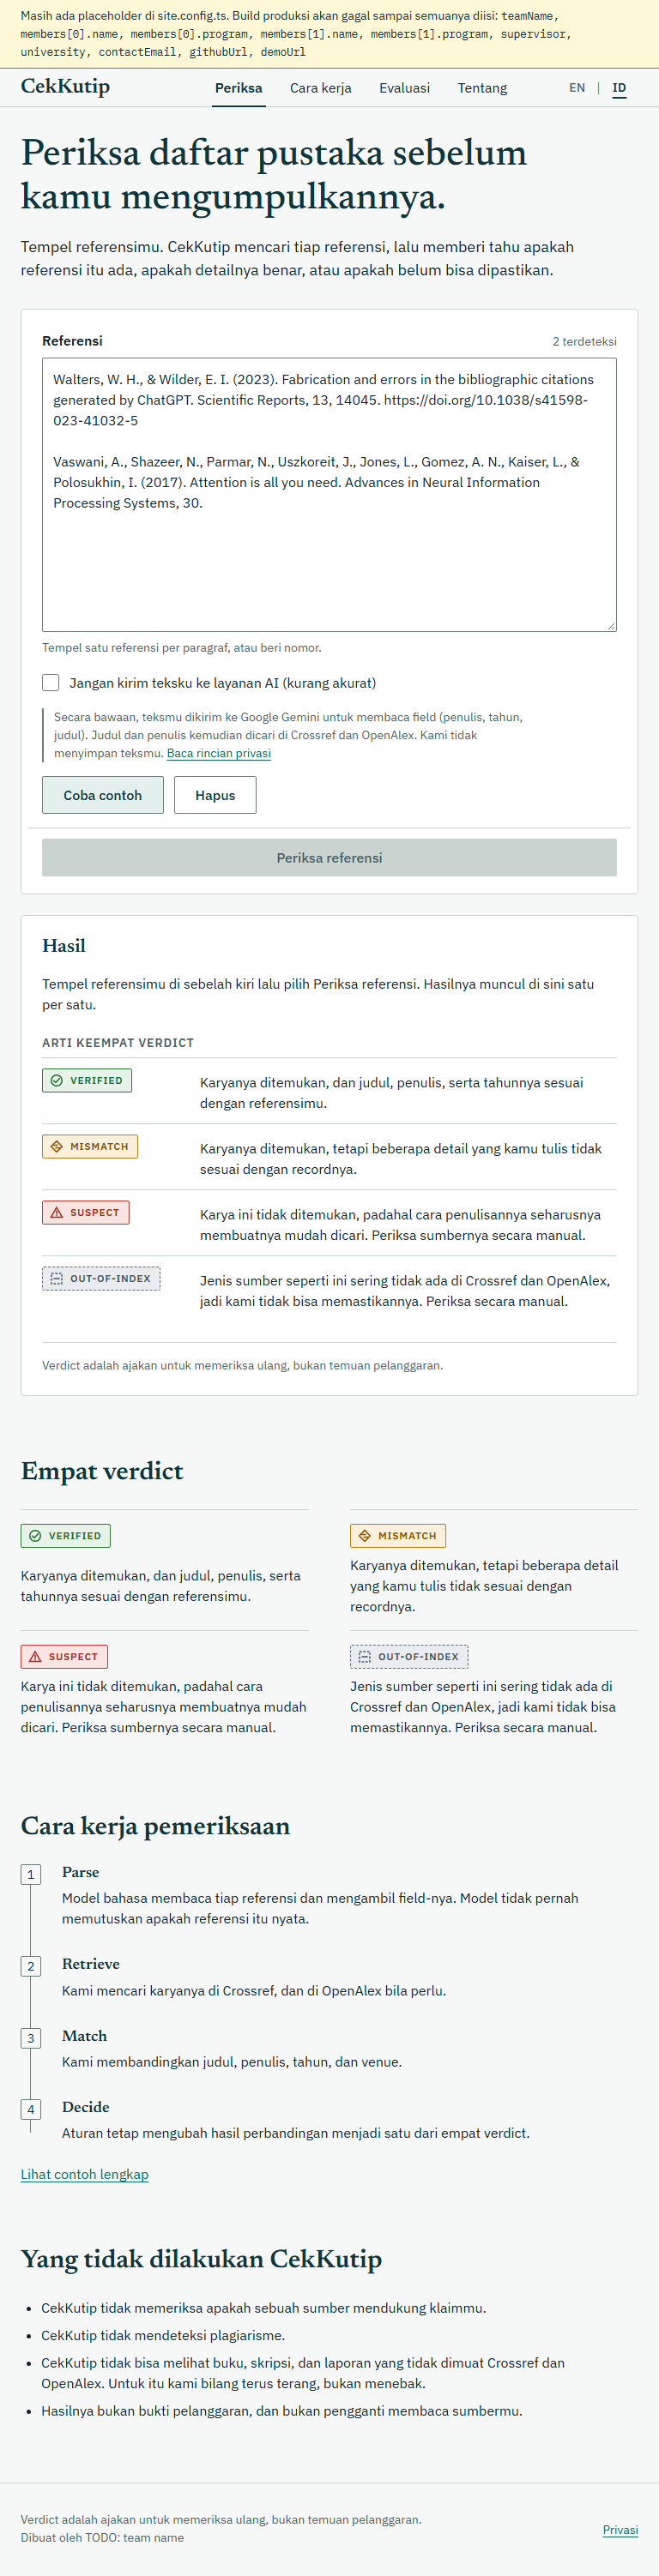 Masih ada placeholder di site.config.ts. Build produksi akan gagal sampai semuanya diisi: teamName,
members[0].name, members[0].program, members[1].name, members[1].program, supervisor,
university, contactEmail, githubUrl, demoUrl
CekKutip
Periksa
Cara kerja
Evaluasi
Tentang
EN | ID
Periksa daftar pustaka sebelum
kamu mengumpulkannya.
Tempel referensimu. CekKutip mencari tiap referensi, lalu memberi tahu apakah
referensi itu ada, apakah detailnya benar, atau apakah belum bisa dipastikan.
Referensi
2 terdeteksi
Walters, W. H., & Wilder, E. I. (2023). Fabrication and errors in the bibliographic citations
generated by ChatGPT. Scientific Reports, 13, 14045. https://doi.org/10.1038/s41598-
023-41032-5
Vaswani, A., Shazeer, N., Parmar, N., Uszkoreit, J., Jones, L., Gomez, A. N., Kaiser, L., &
Polosukhin, I. (2017). Attention is all you need. Advances in Neural Information
Processing Systems, 30.
Tempel satu referensi per paragraf, atau beri nomor.
Jangan kirim teksku ke layanan AI (kurang akurat)
Secara bawaan, teksmu dikirim ke Google Gemini untuk membaca field (penulis, tahun,
judul). Judul dan penulis kemudian dicari di Crossref dan OpenAlex. Kami tidak
menyimpan teksmu. Baca rincian privasi
Coba contoh
Hapus
Periksa referensi
Hasil
Tempel referensimu di sebelah kiri lalu pilih Periksa referensi. Hasilnya muncul di sini satu
per satu.
ARTI KEEMPAT VERDICT
VERIFIED
Karyanya ditemukan, dan judul, penulis, serta tahunnya sesuai
dengan referensimu.
MISMATCH
Karyanya ditemukan, tetapi beberapa detail yang kamu tulis tidak
sesuai dengan recordnya.
SUSPECT
Karya ini tidak ditemukan, padahal cara penulisannya seharusnya
membuatnya mudah dicari. Periksa sumbernya secara manual.
OUT-OF-INDEX
Jenis sumber seperti ini sering tidak ada di Crossref dan OpenAlex,
jadi kami tidak bisa memastikannya. Periksa secara manual.
Verdict adalah ajakan untuk memeriksa ulang, bukan temuan pelanggaran.
Empat verdict
VERIFIED
Karyanya ditemukan, dan judul, penulis, serta
tahunnya sesuai dengan referensimu.
MISMATCH
Karyanya ditemukan, tetapi beberapa detail
yang kamu tulis tidak sesuai dengan
recordnya.
SUSPECT
Karya ini tidak ditemukan, padahal cara
penulisannya seharusnya membuatnya mudah
dicari. Periksa sumbernya secara manual.
OUT-OF-INDEX
Jenis sumber seperti ini sering tidak ada di
Crossref dan OpenAlex, jadi kami tidak bisa
memastikannya. Periksa secara manual.
Cara kerja pemeriksaan
1
Parse
Model bahasa membaca tiap referensi dan mengambil field-nya. Model tidak pernah
memutuskan apakah referensi itu nyata.
2
Retrieve
Kami mencari karyanya di Crossref, dan di OpenAlex bila perlu.
3
Match
Kami membandingkan judul, penulis, tahun, dan venue.
4
Decide
Aturan tetap mengubah hasil perbandingan menjadi satu dari empat verdict.
Lihat contoh lengkap
Yang tidak dilakukan CekKutip
• CekKutip tidak memeriksa apakah sebuah sumber mendukung klaimmu.
• CekKutip tidak mendeteksi plagiarisme.
• CekKutip tidak bisa melihat buku, skripsi, dan laporan yang tidak dimuat Crossref dan
OpenAlex. Untuk itu kami bilang terus terang, bukan menebak.
• Hasilnya bukan bukti pelanggaran, dan bukan pengganti membaca sumbermu.
Verdict adalah ajakan untuk memeriksa ulang, bukan temuan pelanggaran.
Dibuat oleh TODO: team name
Privasi